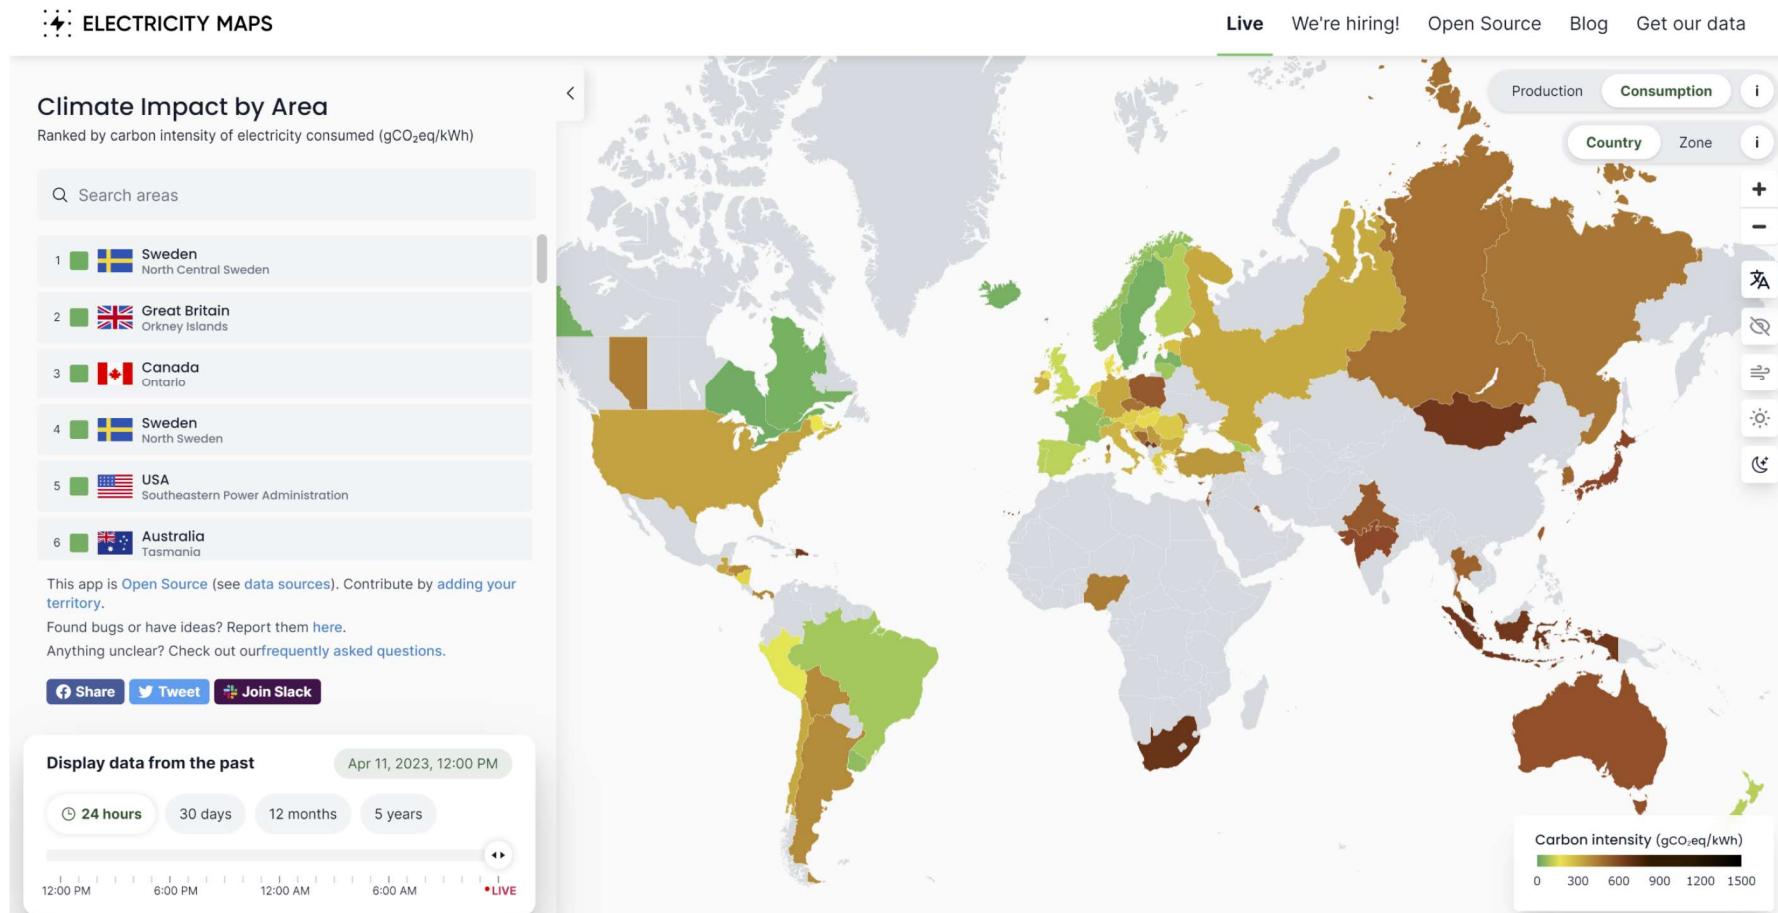 ELECTRICITY MAPS
Live We're hiring! Open Source Blog Get our data
Climate Impact by Area
Ranked by carbon intensity of electricity consumed (gCO₂eq/kWh)
Search areas
1 Sweden
North Central Sweden
2 Great Britain
Orkney Islands
3 Canada
Ontario
4 Sweden
North Sweden
5 USA
Southeastern Power Administration
6 Australia
Tasmania
This app is Open Source (see data sources). Contribute by adding your
territory.
Found bugs or have ideas? Report them here.
Anything unclear? Check out ourfrequently asked questions.
Share Tweet Join Slack
Display data from the past Apr 11, 2023, 12:00 PM
24 hours 30 days 12 months 5 years
12:00 PM 6:00 PM 12:00 AM 6:00 AM LIVE
Production Consumption i
Country Zone i
+
−
文A
Carbon intensity (gCO₂eq/kWh)
0 300 600 900 1200 1500